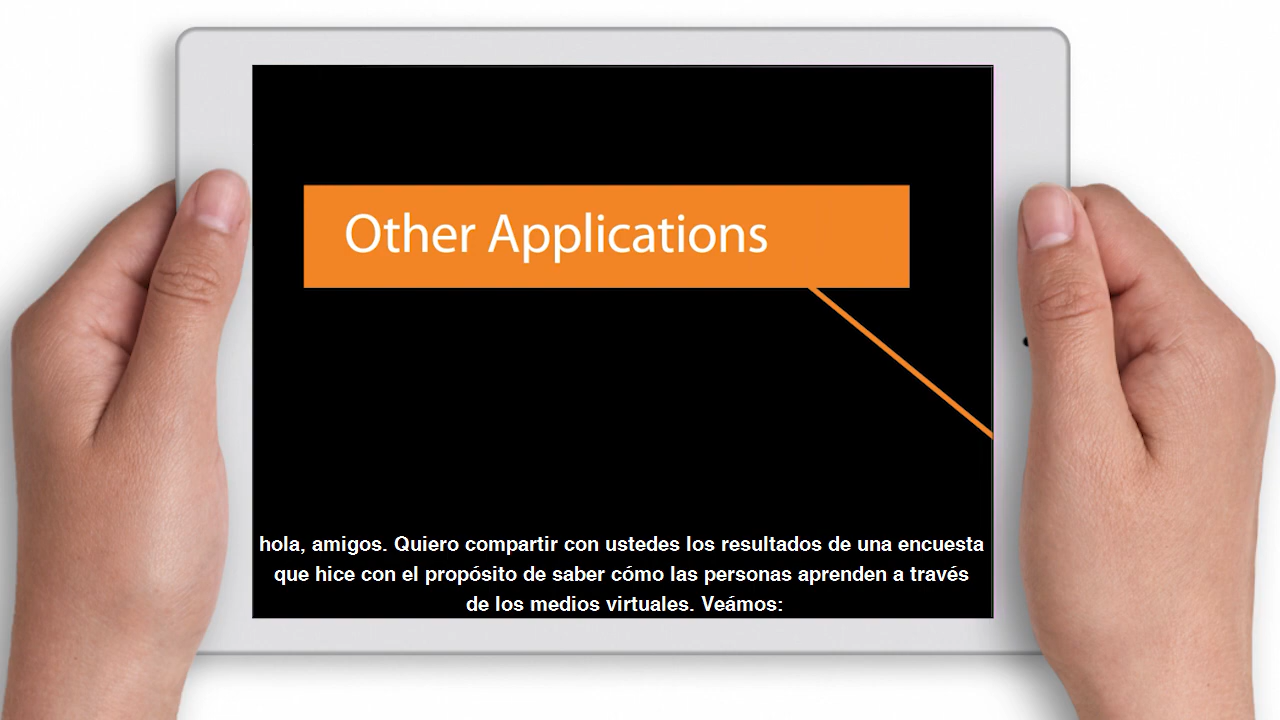 Other Applications
hola, amigos. Quiero compartir con ustedes los resultados de una encuesta
que hice con el propósito de saber cómo las personas aprenden a través
de los medios virtuales. Veámos: